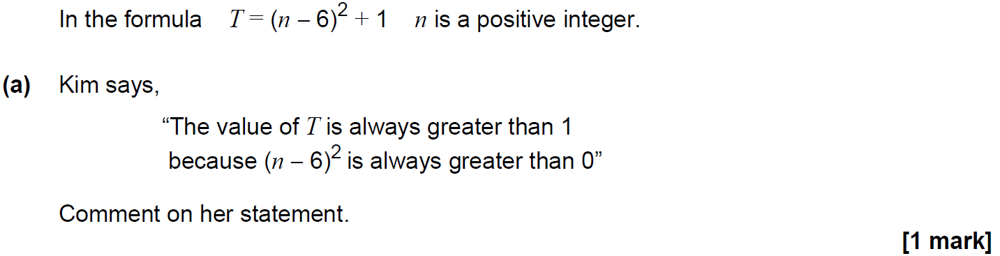 In the formula T = (n – 6)² + 1 n is a positive integer.
(a) Kim says,
“The value of T is always greater than 1
because (n – 6)² is always greater than 0”
Comment on her statement.
[1 mark]